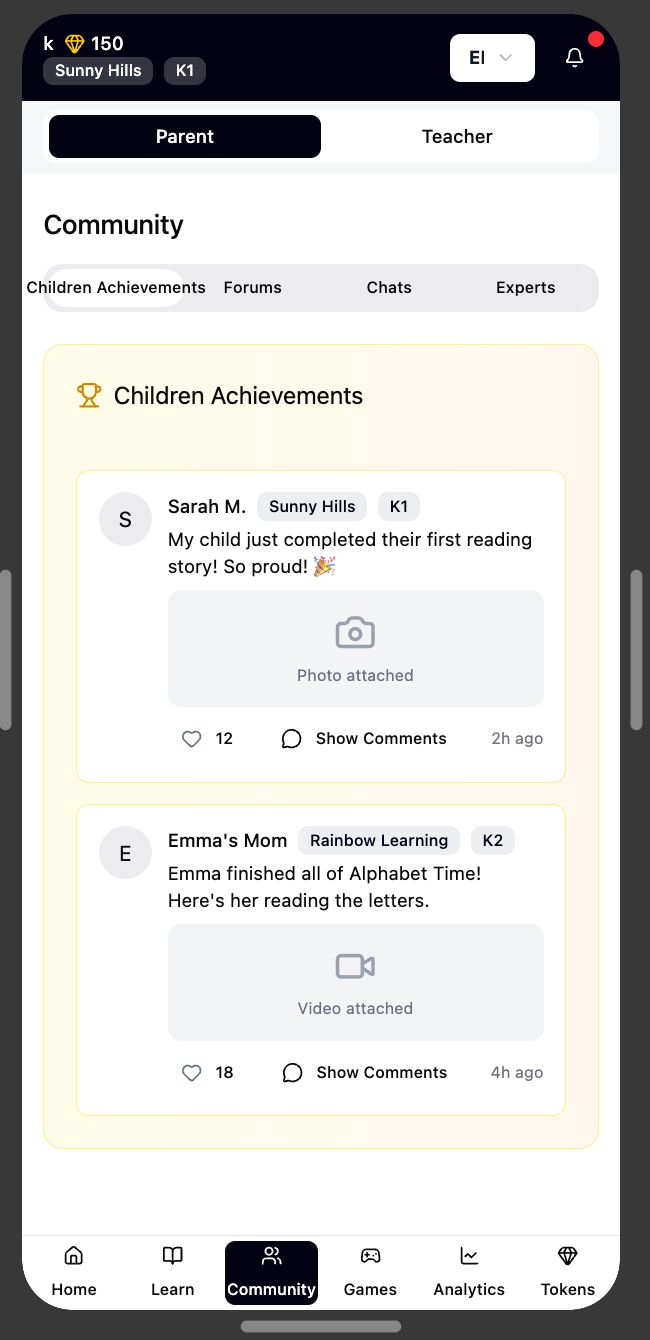 k 150
Sunny Hills K1
El
Parent Teacher
Community
Children Achievements Forums Chats Experts
Children Achievements
S
Sarah M. Sunny Hills K1
My child just completed their first reading
story! So proud! 🎉
Photo attached
12 Show Comments 2h ago
E
Emma's Mom Rainbow Learning K2
Emma finished all of Alphabet Time!
Here's her reading the letters.
Video attached
18 Show Comments 4h ago
Home Learn Community Games Analytics Tokens